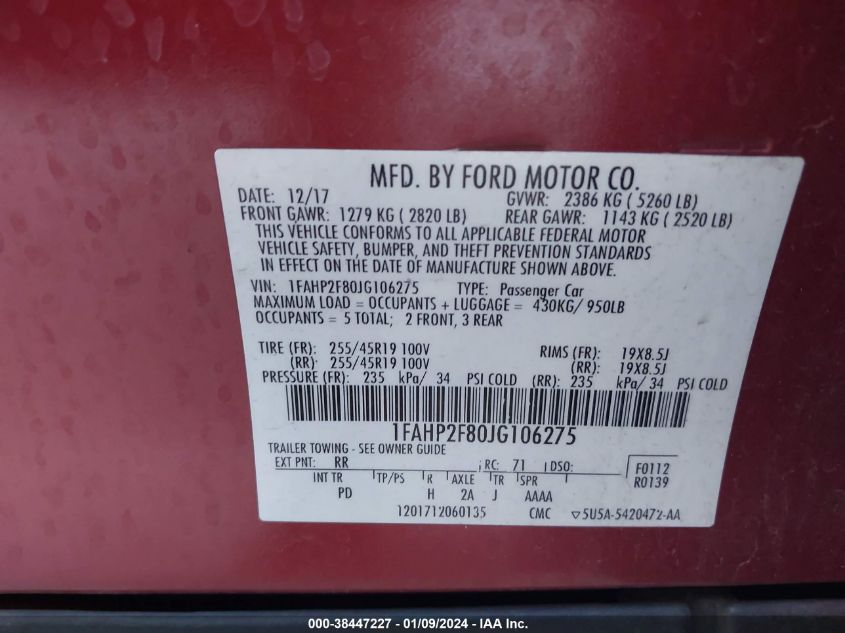 MFD. BY FORD MOTOR CO.
DATE: 12/17 GVWR: 2386 KG ( 5260 LB)
FRONT GAWR: 1279 KG ( 2820 LB) REAR GAWR: 1143 KG ( 2520 LB)
THIS VEHICLE CONFORMS TO ALL APPLICABLE FEDERAL MOTOR
VEHICLE SAFETY, BUMPER, AND THEFT PREVENTION STANDARDS
IN EFFECT ON THE DATE OF MANUFACTURE SHOWN ABOVE.
VIN: 1FAHP2F80JG106275 TYPE: Passenger Car
MAXIMUM LOAD = OCCUPANTS + LUGGAGE = 430KG/ 950LB
OCCUPANTS = 5 TOTAL; 2 FRONT, 3 REAR
TIRE (FR): 255/45R19 100V RIMS (FR): 19X8.5J
(RR): 255/45R19 100V (RR): 19X8.5J
PRESSURE (FR): 235 kPa/ 34 PSI COLD (RR): 235 kPa/ 34 PSI COLD
1FAHP2F80JG106275
TRAILER TOWING - SEE OWNER GUIDE
EXT PNT: RR RC: 71 DSO: F0112
INT TR TP/PS R AXLE TR SPR R0139
PD H 2A J AAAA
1201712060135 CMC ▽5U5A-5420472-AA
000-38447227 - 01/09/2024 - IAA Inc.